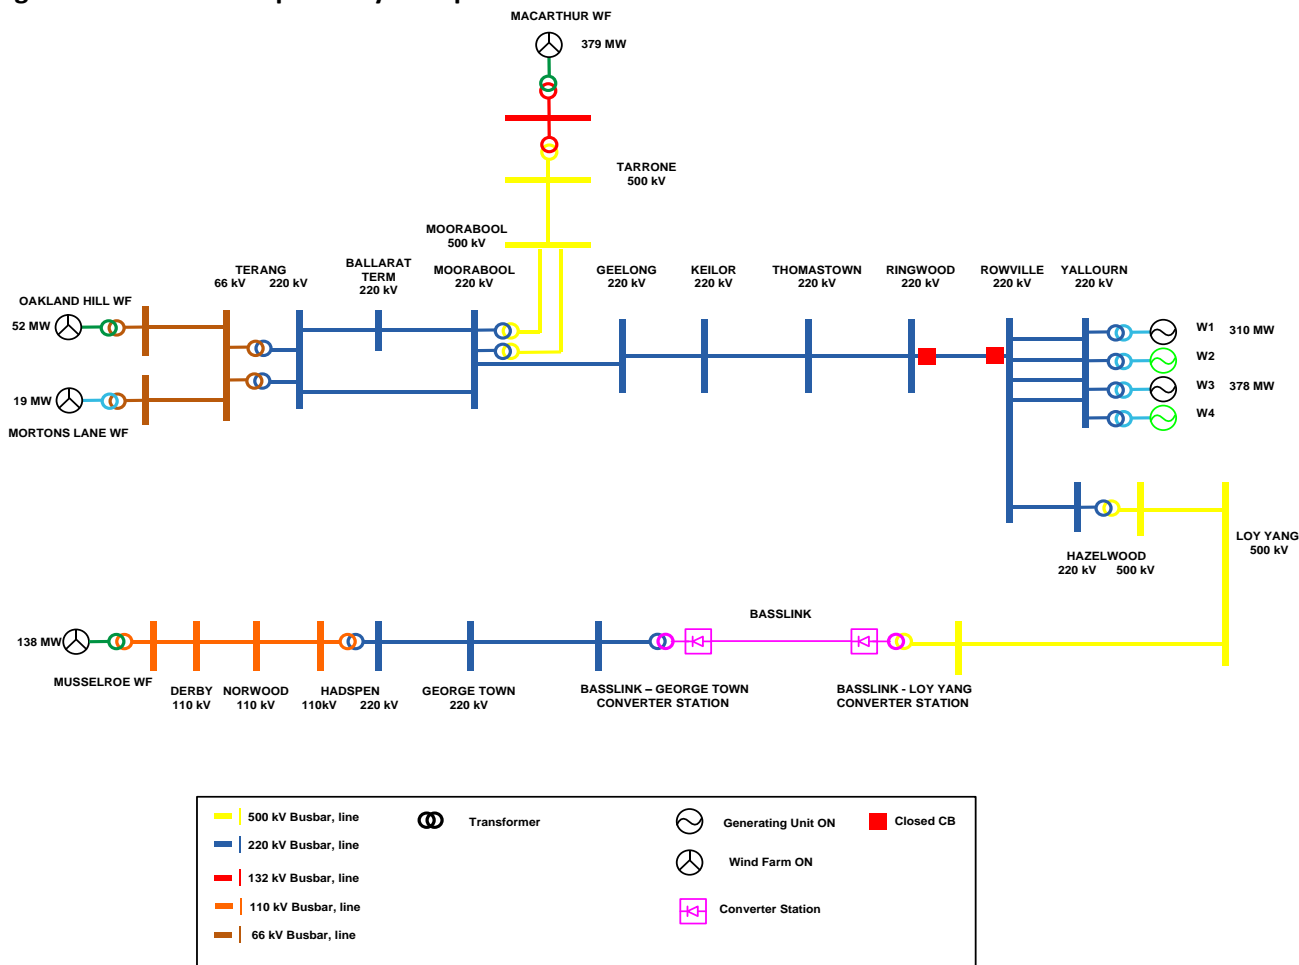 MACARTHUR WF
379 MW
TARRONE
500 kV
MOORABOOL
500 kV
TERANG
66 kV 220 kV
BALLARAT
TERM
220 kV
MOORABOOL
220 kV
GEELONG
220 kV
KEILOR
220 kV
THOMASTOWN
220 kV
RINGWOOD
220 kV
ROWVILLE
220 kV
YALLOURN
220 kV
OAKLAND HILL WF
52 MW
19 MW
MORTONS LANE WF
W1 310 MW
W2
W3 378 MW
W4
HAZELWOOD
220 kV 500 kV
LOY YANG
500 kV
BASSLINK
138 MW
MUSSELROE WF
DERBY
110 kV
NORWOOD
110 kV
HADSPEN
110kV 220 kV
GEORGE TOWN
220 kV
BASSLINK – GEORGE TOWN
CONVERTER STATION
BASSLINK - LOY YANG
CONVERTER STATION
500 kV Busbar, line
220 kV Busbar, line
132 kV Busbar, line
110 kV Busbar, line
66 kV Busbar, line
Transformer
Generating Unit ON
Wind Farm ON
Converter Station
Closed CB